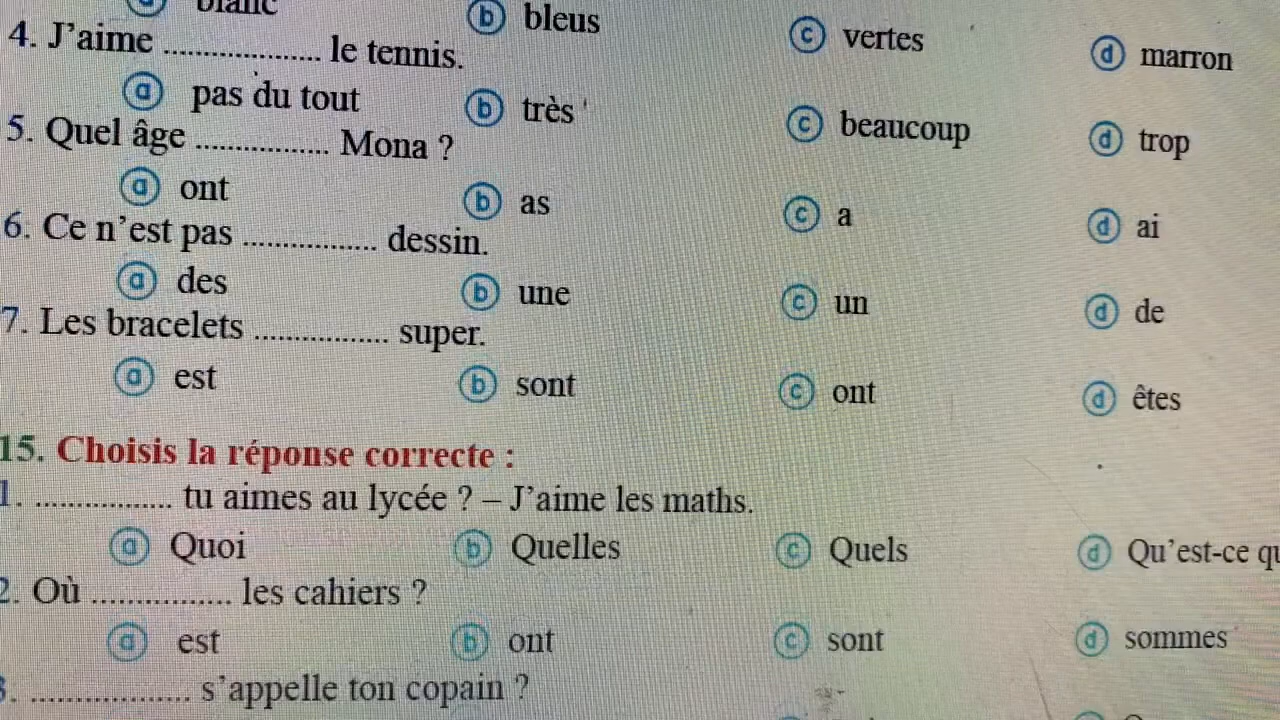 ⓑ bleus ⓒ vertes ⓓ marron
4. J'aime .................... le tennis.
ⓐ pas du tout ⓑ très ⓒ beaucoup ⓓ trop
5. Quel âge ................. Mona ?
ⓐ ont ⓑ as ⓒ a ⓓ ai
6. Ce n'est pas ................. dessin.
ⓐ des ⓑ une ⓒ un ⓓ de
7. Les bracelets ................. super.
ⓐ est ⓑ sont ⓒ ont ⓓ êtes
15. Choisis la réponse correcte :
1. ................. tu aimes au lycée ? – J'aime les maths.
ⓐ Quoi ⓑ Quelles ⓒ Quels ⓓ Qu'est-ce qu
2. Où ................. les cahiers ?
ⓐ est ⓑ ont ⓒ sont ⓓ sommes
3. .................... s'appelle ton copain ?